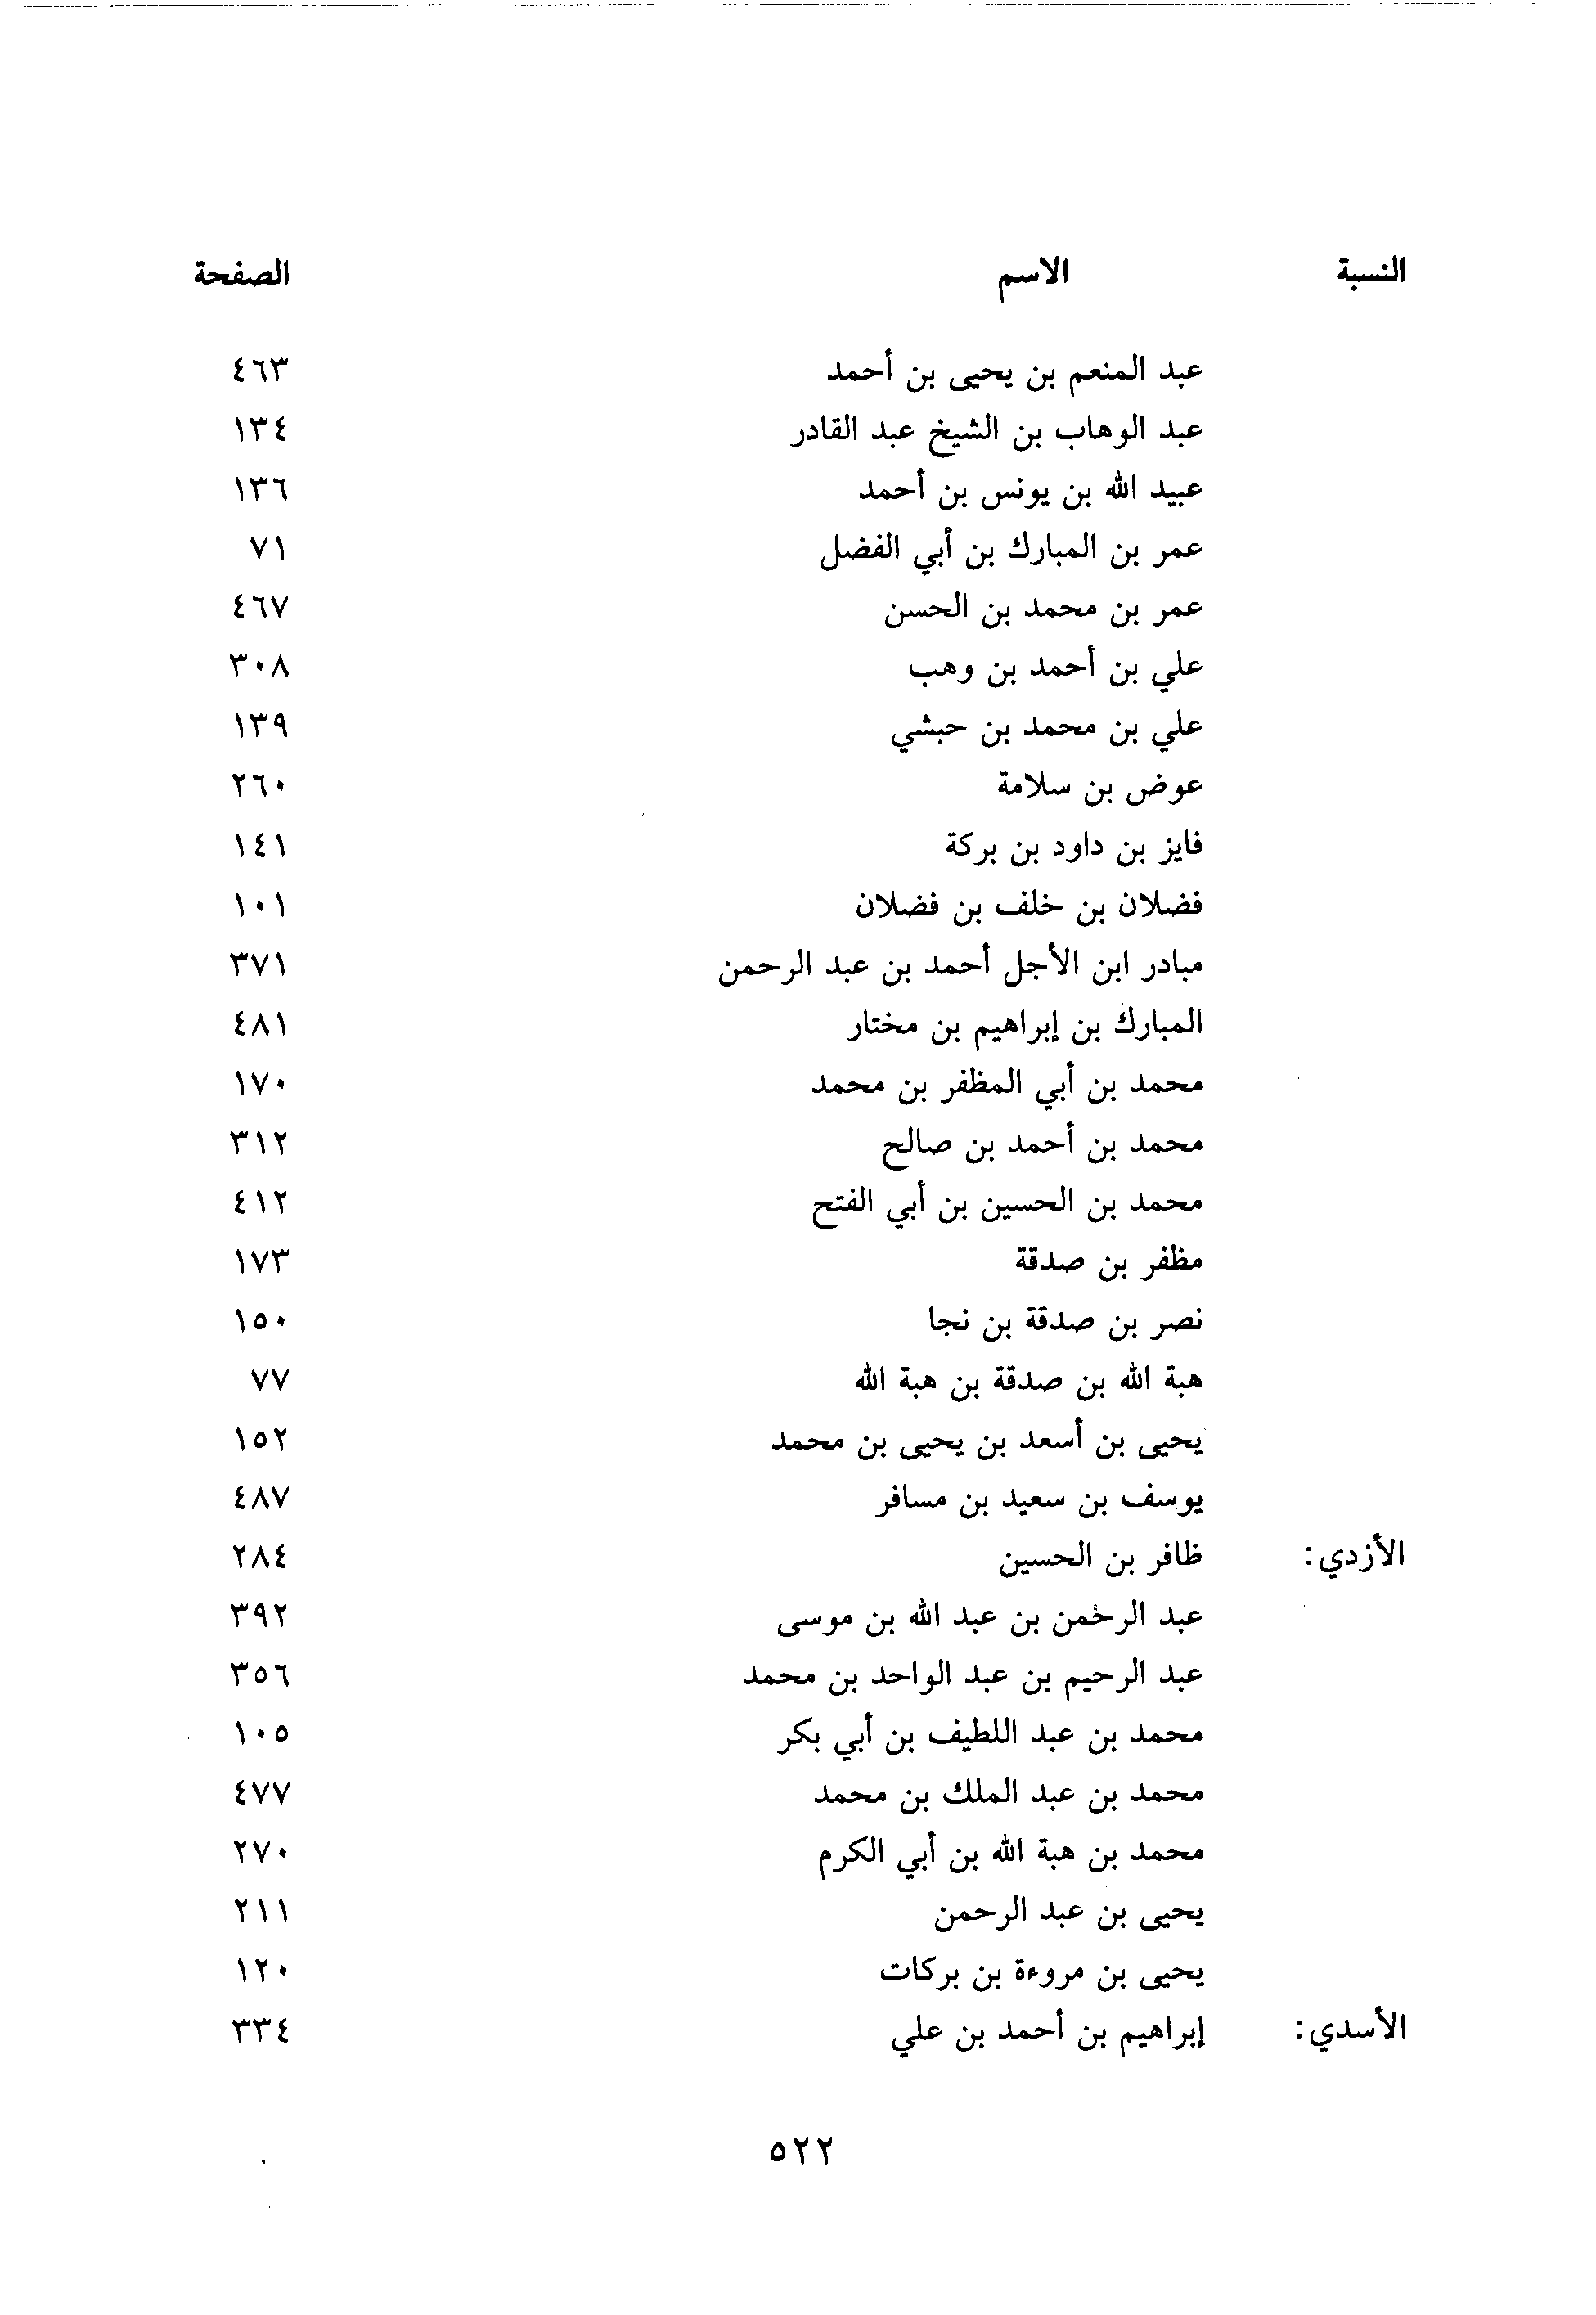 النسبة الاسم الصفحة
عبد المنعم بن يحيى بن أحمد ٤٦٣
عبد الوهاب بن الشيخ عبد القادر ١٣٤
عبيد الله بن يونس بن أحمد ١٣٦
عمر بن المبارك بن أبي الفضل ٧١
عمر بن محمد بن الحسن ٤٦٧
علي بن أحمد بن وهب ٣٠٨
علي بن محمد بن حبشي ١٣٩
عوض بن سلامة ٢٦٠
فايز بن داود بن بركة ١٤١
فضلان بن خلف بن فضلان ١٠١
مبادر ابن الأجل أحمد بن عبد الرحمن ٣٧١
المبارك بن إبراهيم بن مختار ٤٨١
محمد بن أبي المظفر بن محمد ١٧٠
محمد بن أحمد بن صالح ٣١٢
محمد بن الحسين بن أبي الفتح ٤١٢
مظفر بن صدقة ١٧٣
نصر بن صدقة بن نجا ١٥٠
هبة الله بن صدقة بن هبة الله ٧٧
يحيى بن أسعد بن يحيى بن محمد ١٥٢
يوسف بن سعيد بن مسافر ٤٨٧
الأزدي: ظافر بن الحسين ٢٨٤
عبد الرحمن بن عبد الله بن موسى ٣٩٢
عبد الرحيم بن عبد الواحد بن محمد ٣٥٦
محمد بن عبد اللطيف بن أبي بكر ١٠٥
محمد بن عبد الملك بن محمد ٤٧٧
محمد بن هبة الله بن أبي الكرم ٢٧٠
يحيى بن عبد الرحمن ٢١١
يحيى بن مروءة بن بركات ١٢٠
الأسدي: إبراهيم بن أحمد بن علي ٣٣٤
٥٢٢